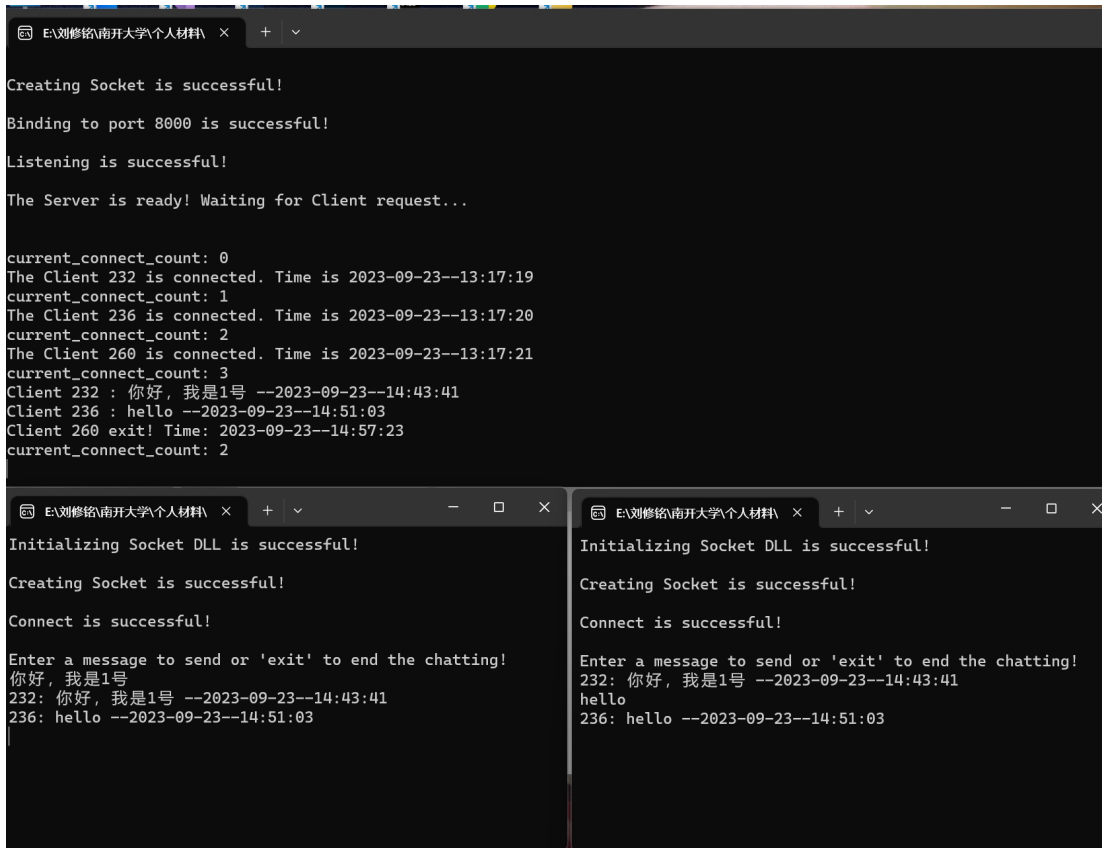 E:\刘修铭\南开大学\个人材料\
Creating Socket is successful!
Binding to port 8000 is successful!
Listening is successful!
The Server is ready! Waiting for Client request...
current_connect_count: 0
The Client 232 is connected. Time is 2023-09-23--13:17:19
current_connect_count: 1
The Client 236 is connected. Time is 2023-09-23--13:17:20
current_connect_count: 2
The Client 260 is connected. Time is 2023-09-23--13:17:21
current_connect_count: 3
Client 232 : 你好, 我是1号 --2023-09-23--14:43:41
Client 236 : hello --2023-09-23--14:51:03
Client 260 exit! Time: 2023-09-23--14:57:23
current_connect_count: 2
E:\刘修铭\南开大学\个人材料\
Initializing Socket DLL is successful!
Creating Socket is successful!
Connect is successful!
Enter a message to send or 'exit' to end the chatting!
你好, 我是1号
232: 你好, 我是1号 --2023-09-23--14:43:41
236: hello --2023-09-23--14:51:03
E:\刘修铭\南开大学\个人材料\
Initializing Socket DLL is successful!
Creating Socket is successful!
Connect is successful!
Enter a message to send or 'exit' to end the chatting!
232: 你好, 我是1号 --2023-09-23--14:43:41
hello
236: hello --2023-09-23--14:51:03